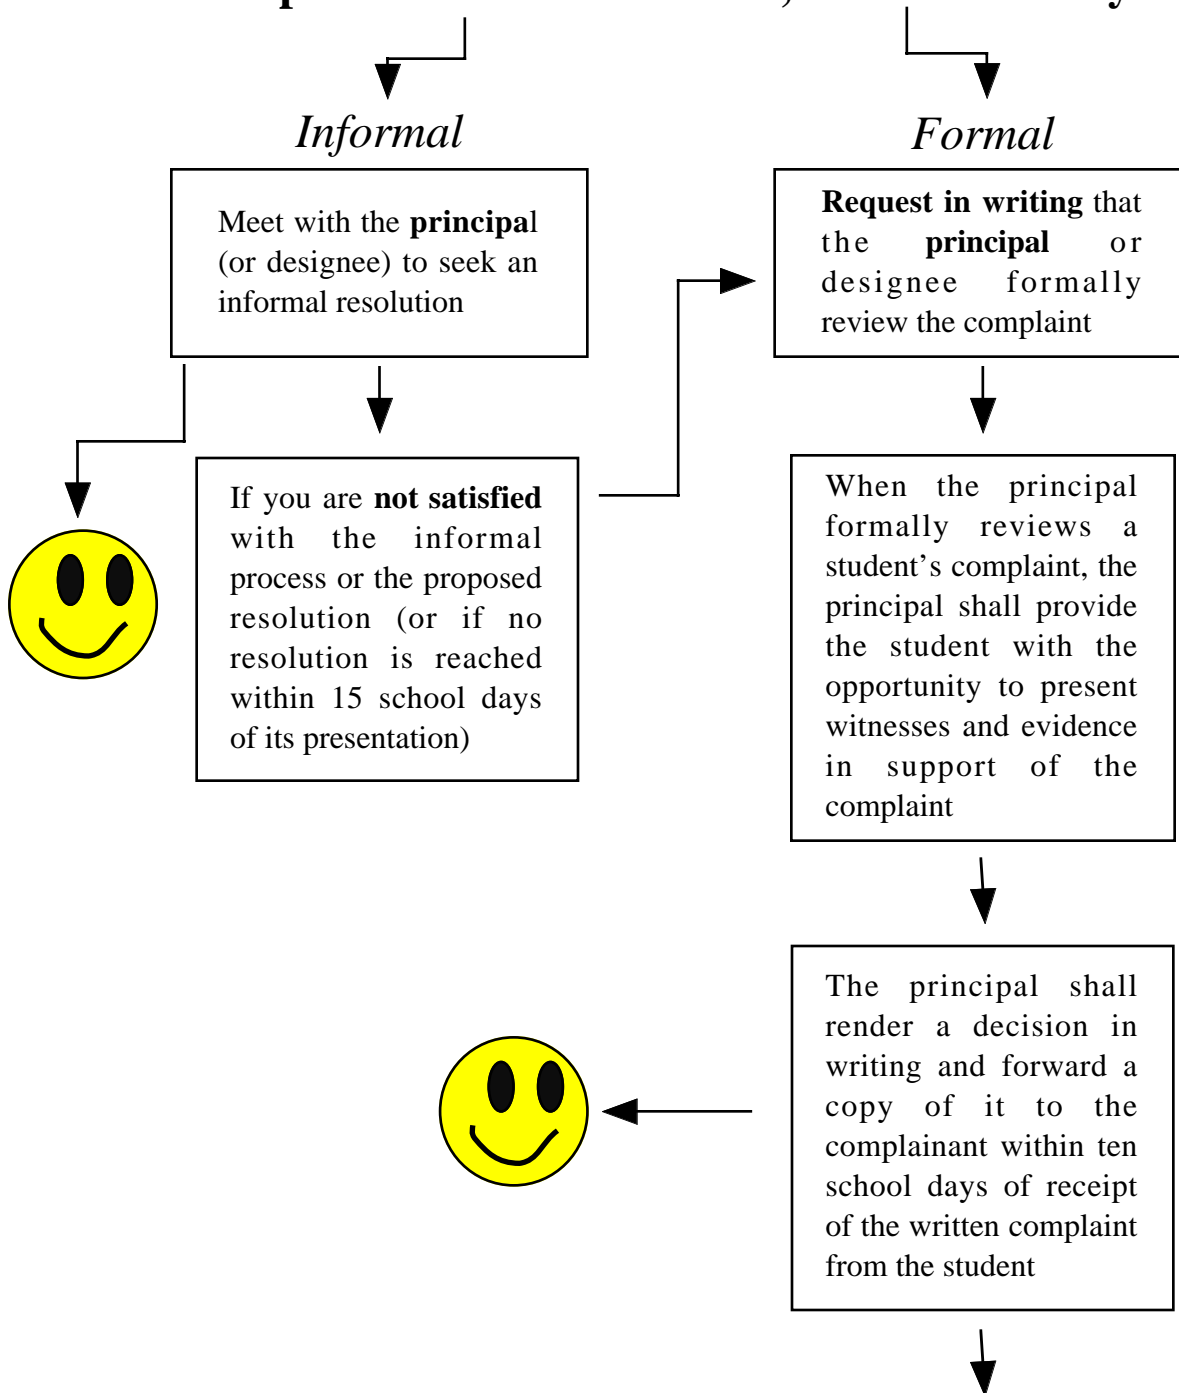 Informal
Formal
Meet with the principal
(or designee) to seek an
informal resolution
Request in writing that
the principal or
designee formally
review the complaint
If you are not satisfied
with the informal
process or the proposed
resolution (or if no
resolution is reached
within 15 school days
of its presentation)
When the principal
formally reviews a
student’s complaint, the
principal shall provide
the student with the
opportunity to present
witnesses and evidence
in support of the
complaint
The principal shall
render a decision in
writing and forward a
copy of it to the
complainant within ten
school days of receipt
of the written complaint
from the student